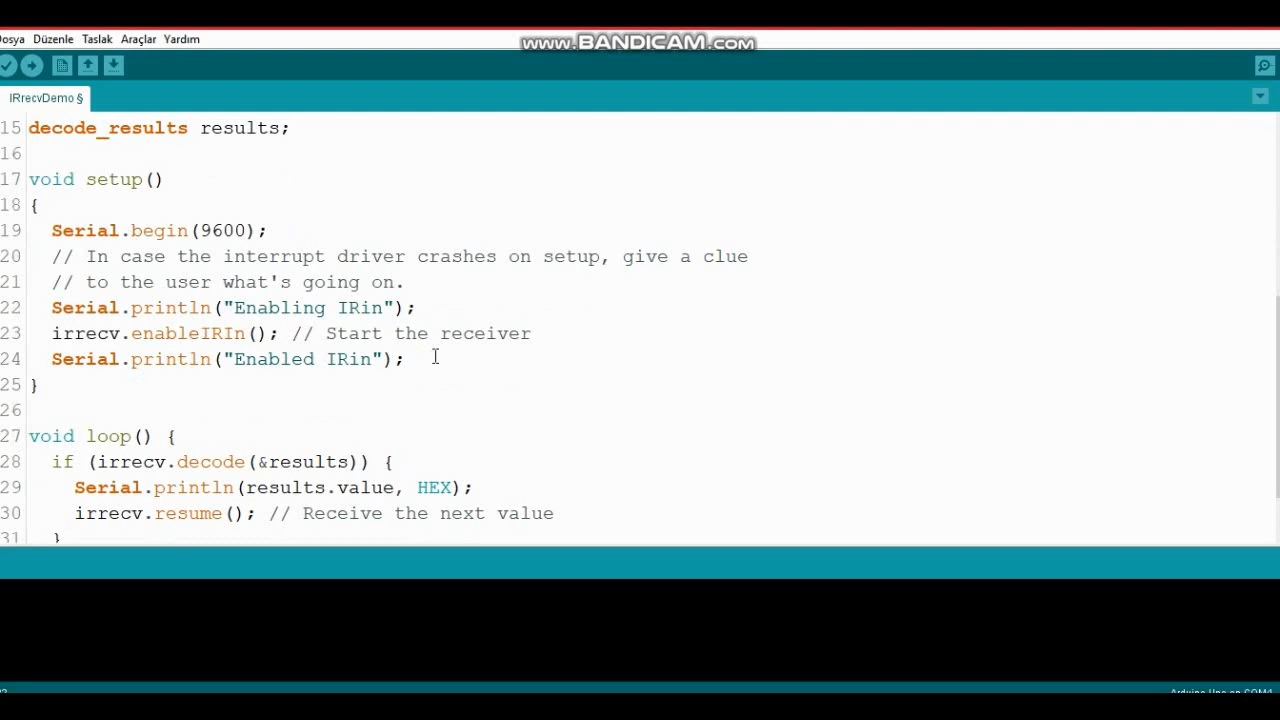 www.BANDICAM.com
Dosya Düzenle Taslak Araçlar Yardım
IRrecvDemo §
15 decode_results results;
16
17 void setup()
18 {
19 Serial.begin(9600);
20 // In case the interrupt driver crashes on setup, give a clue
21 // to the user what's going on.
22 Serial.println("Enabling IRin");
23 irrecv.enableIRIn(); // Start the receiver
24 Serial.println("Enabled IRin");
25 }
26
27 void loop() {
28 if (irrecv.decode(&results)) {
29 Serial.println(results.value, HEX);
30 irrecv.resume(); // Receive the next value
31 }